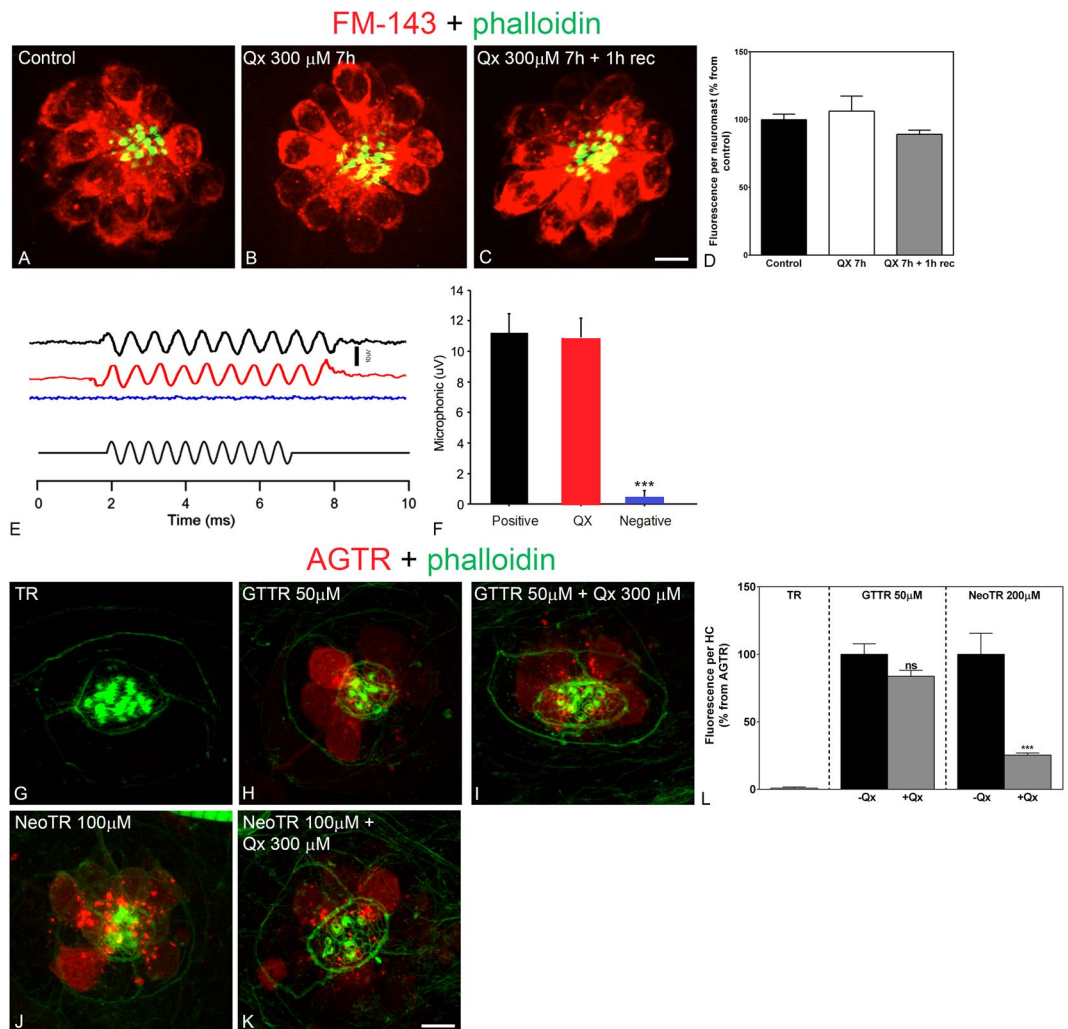 FM-143 + phalloidin
Control
Qx 300 μM 7h
Qx 300μM 7h + 1h rec
A
B
C
Fluorescence per neuromast (% from
control)
150
100
50
0
Control
QX 7h
QX 7h + 1h rec
D
10uV
0
2
4
6
8
10
Time (ms)
E
Microphonic (uV)
14
12
10
8
6
4
2
0
***
Positive
QX
Negative
F
AGTR + phalloidin
TR
GTTR 50μM
GTTR 50μM + Qx 300 μM
G
H
I
NeoTR 100μM
NeoTR 100μM +
Qx 300 μM
J
K
Fluorescence per HC
(% from AGTR)
150
100
50
0
TR
GTTR 50μM
NeoTR 200μM
ns
***
-Qx
+Qx
-Qx
+Qx
L